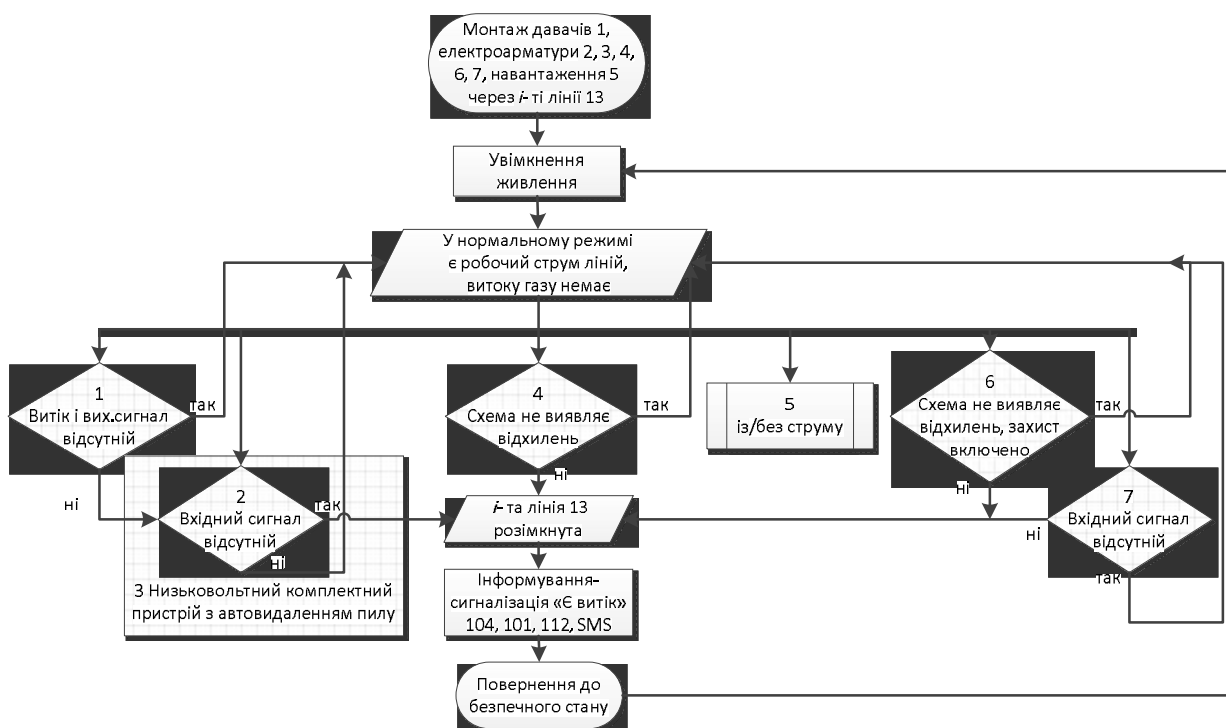 Монтаж давачів 1,
електроарматури 2, 3, 4,
6, 7, навантаження 5
через i- ті лінії 13
Увімкнення
живлення
У нормальному режимі
є робочий струм ліній,
витоку газу немає
1
Витік і вих.сигнал
відсутній
так
ні
2
Вхідний сигнал
відсутній
так
ні
3 Низьковольтний комплектний
пристрій з автовидаленням пилу
4
Схема не виявляє
відхилень
так
ні
5
із/без струму
6
Схема не виявляє
відхилень, захист
включено
так
ні
7
Вхідний сигнал
відсутній
ні
так
i- та лінія 13
розімкнута
Інформування-
сигналізація «Є витік»
104, 101, 112, SMS
Повернення до
безпечного стану